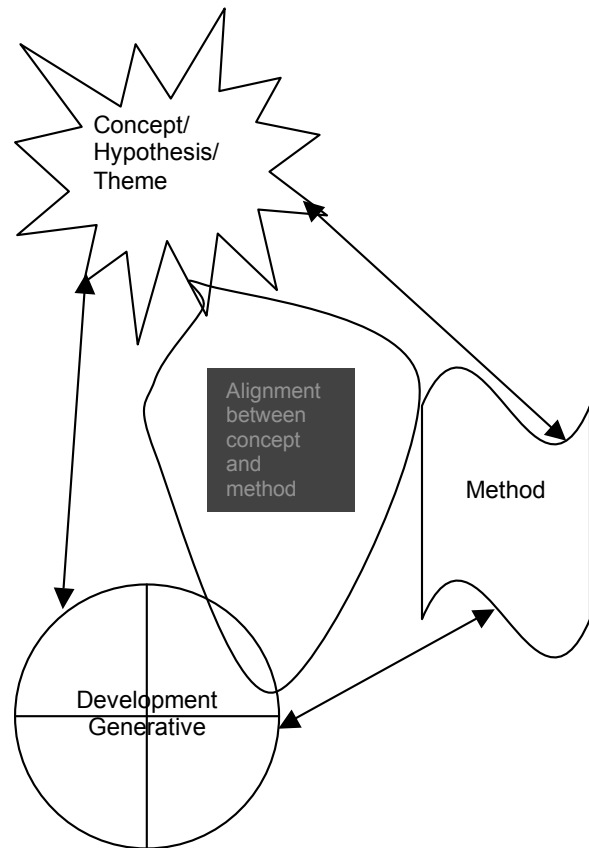 Concept/
Hypothesis/
Theme
Alignment
between
concept
and
method
Method
Development
Generative